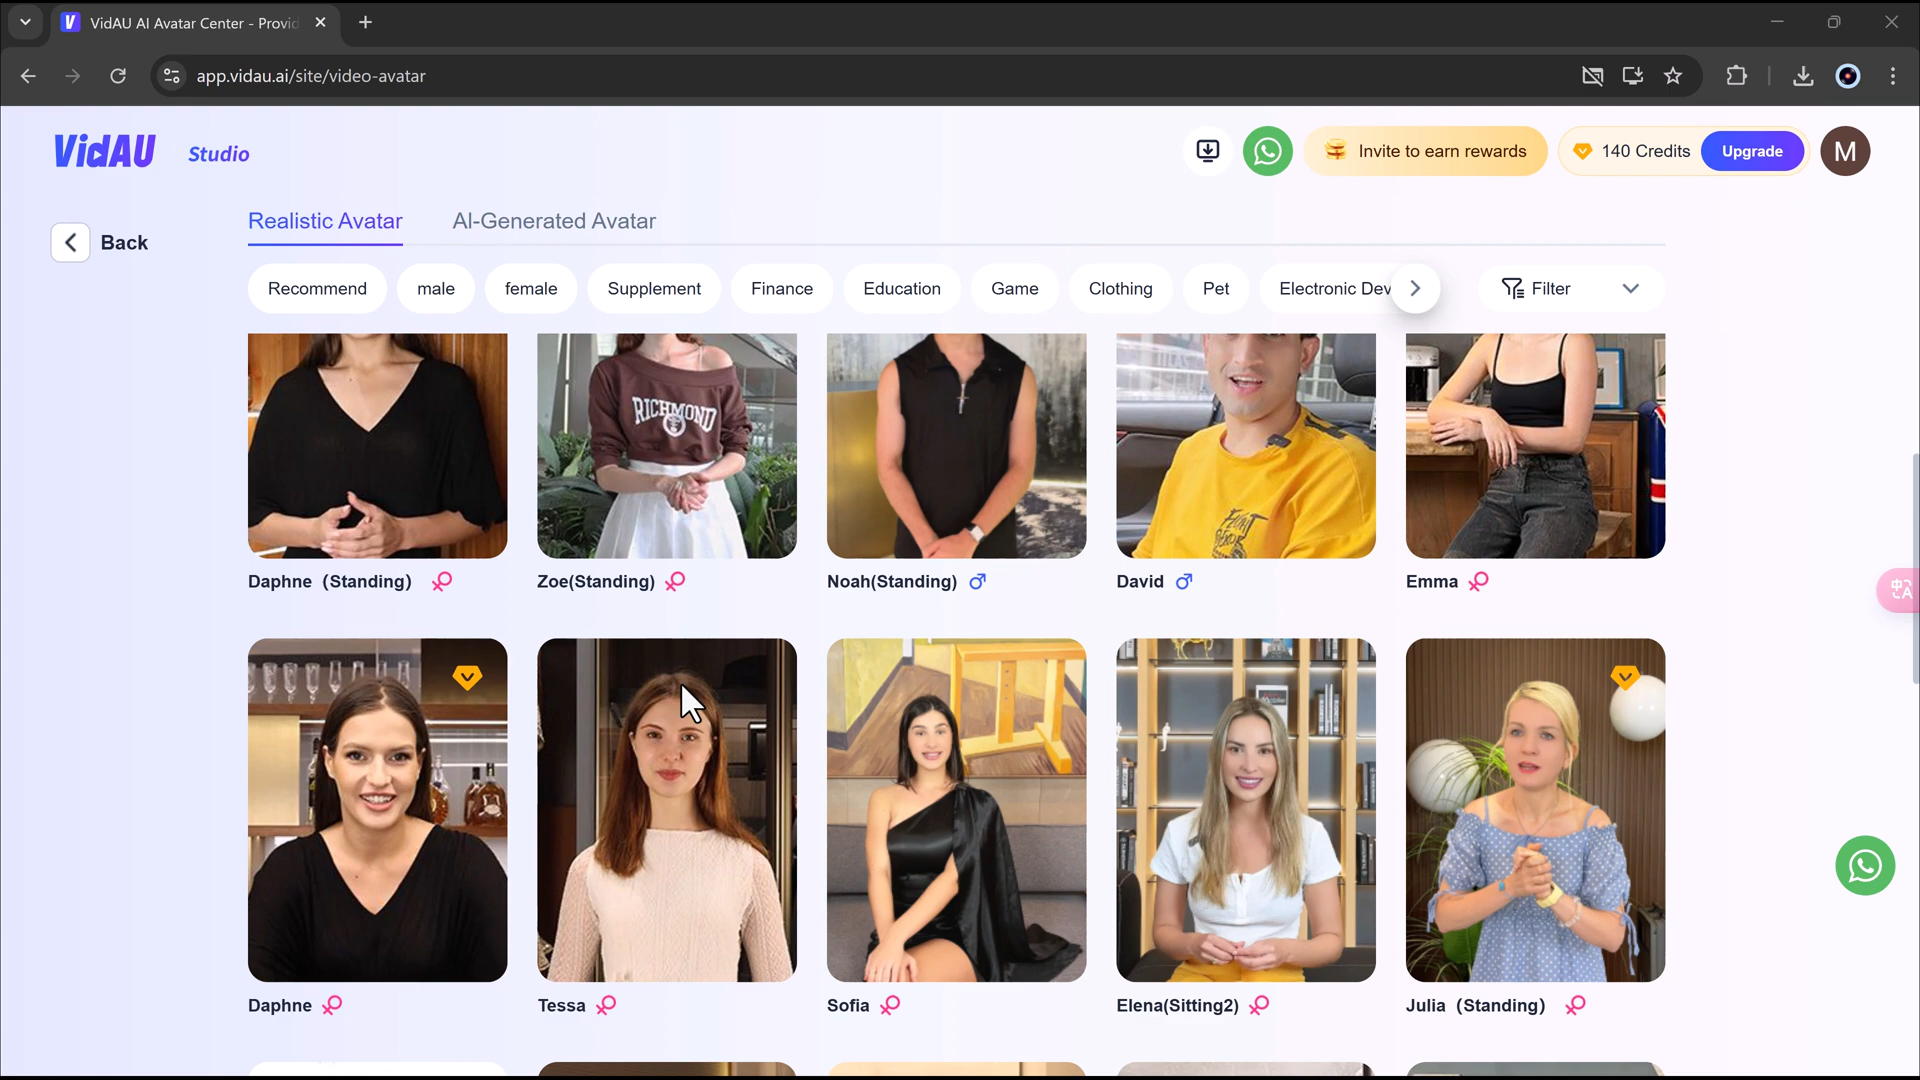 VidAU AI Avatar Center - Provid
app.vidau.ai/site/video-avatar
VidAU Studio
Invite to earn rewards
140 Credits
Upgrade
M
Back
Realistic Avatar
AI-Generated Avatar
Recommend
male
female
Supplement
Finance
Education
Game
Clothing
Pet
Electronic Dev
Filter
RICHMOND
Daphne (Standing)
Zoe(Standing)
Noah(Standing)
David
Emma
Daphne
Tessa
Sofia
Elena(Sitting2)
Julia (Standing)